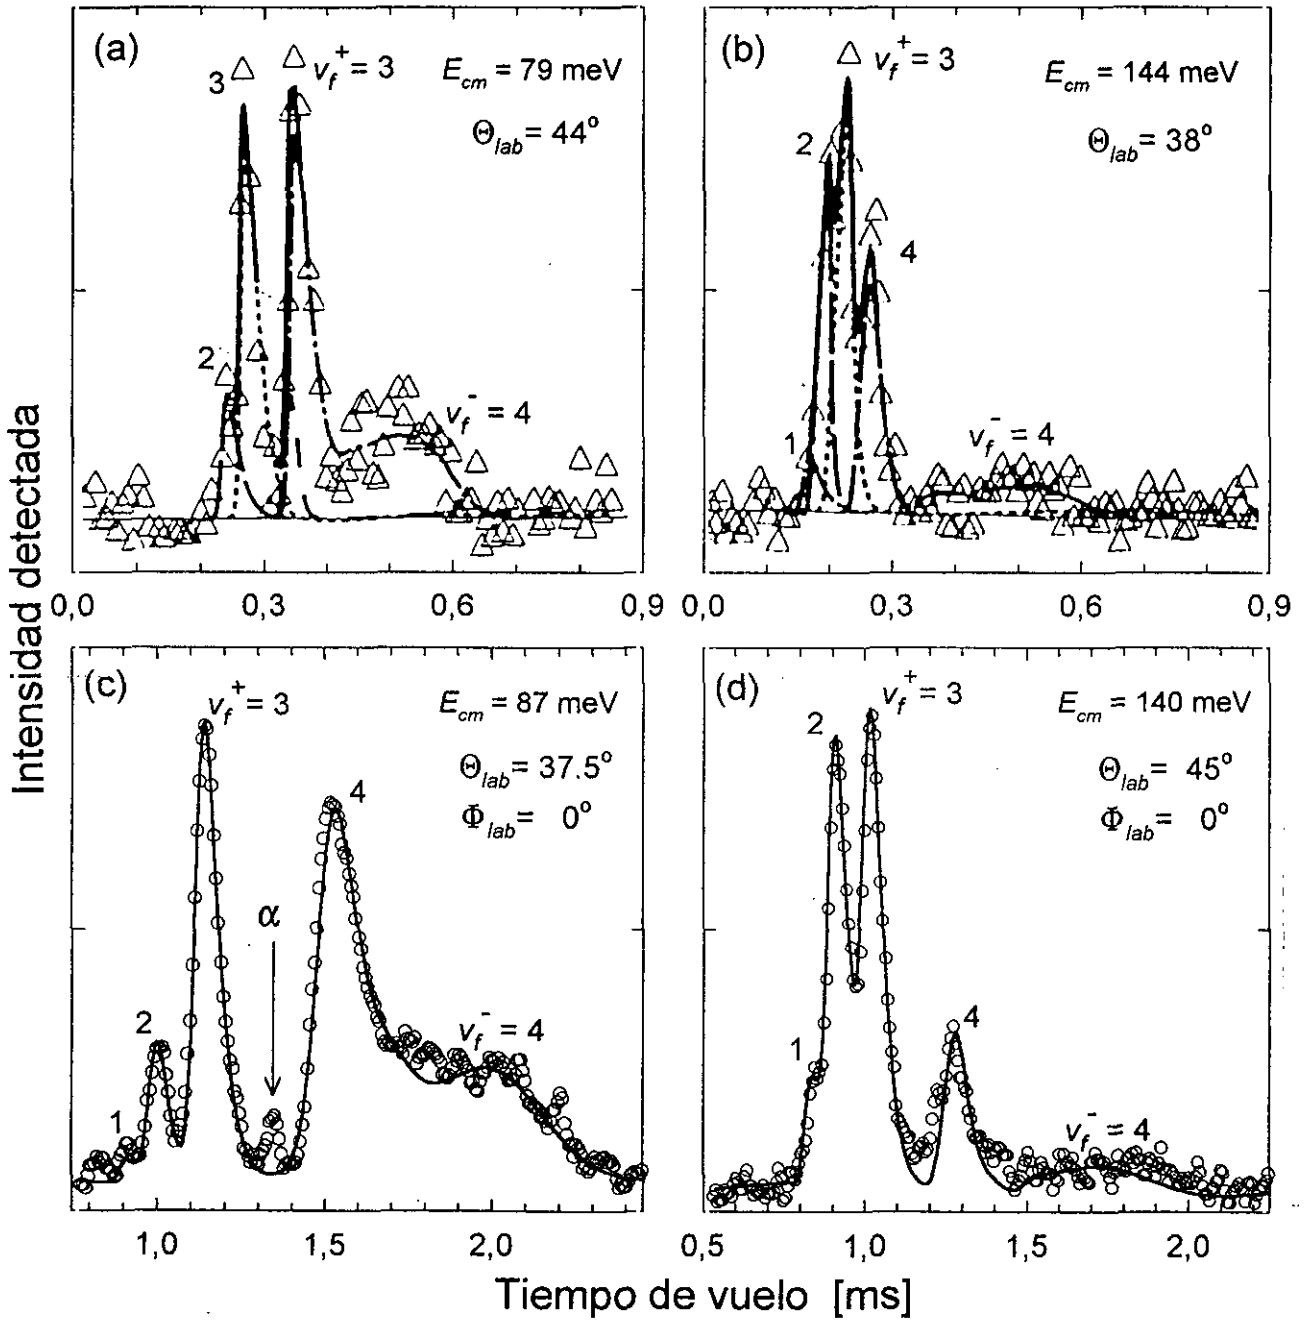 Intensidad detectada
(a)
3
v_f^+ = 3
E_cm = 79 meV
Θ_lab = 44°
2
v_f^- = 4
0,0 0,3 0,6 0,9
(b)
v_f^+ = 3
E_cm = 144 meV
2
Θ_lab = 38°
4
1
v_f^- = 4
0,0 0,3 0,6 0,9
(c)
v_f^+ = 3
E_cm = 87 meV
Θ_lab = 37.5°
4
Φ_lab = 0°
α
2
v_f^- = 4
1
1,0 1,5 2,0
(d)
v_f^+ = 3
E_cm = 140 meV
2
Θ_lab = 45°
Φ_lab = 0°
4
1
v_f^- = 4
0,5 1,0 1,5 2,0
Tiempo de vuelo [ms]